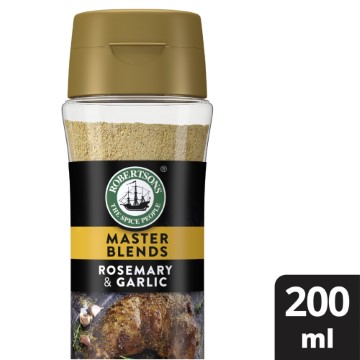 ROBERTSONS
THE SPICE PEOPLE
MASTER
BLENDS
ROSEMARY
& GARLIC
200
ml